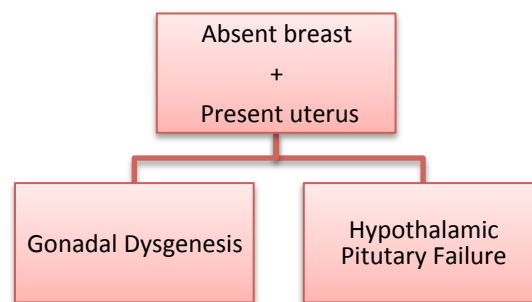 Absent breast
+
Present uterus
Gonadal Dysgenesis
Hypothalamic
Pitutary Failure